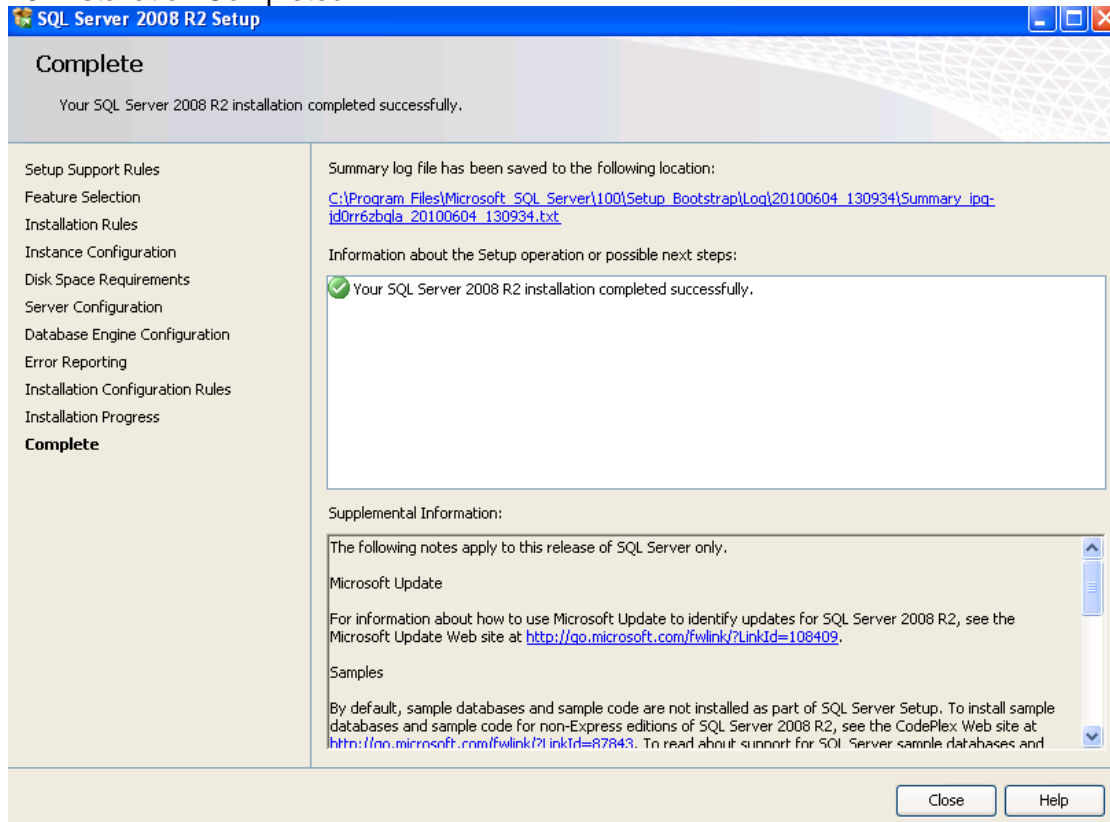 SQL Server 2008 R2 Setup
Complete
Your SQL Server 2008 R2 installation completed successfully.
Setup Support Rules
Feature Selection
Installation Rules
Instance Configuration
Disk Space Requirements
Server Configuration
Database Engine Configuration
Error Reporting
Installation Configuration Rules
Installation Progress
Complete
Summary log file has been saved to the following location:
C:\Program Files\Microsoft SQL Server\100\Setup Bootstrap\Log\20100604_130934\Summary_ipg-
jd0rr6zbqla_20100604_130934.txt
Information about the Setup operation or possible next steps:
Your SQL Server 2008 R2 installation completed successfully.
Supplemental Information:
The following notes apply to this release of SQL Server only.
Microsoft Update
For information about how to use Microsoft Update to identify updates for SQL Server 2008 R2, see the
Microsoft Update Web site at http://go.microsoft.com/fwlink/?LinkId=108409.
Samples
By default, sample databases and sample code are not installed as part of SQL Server Setup. To install sample
databases and sample code for non-Express editions of SQL Server 2008 R2, see the CodePlex Web site at
http://go.microsoft.com/fwlink/?LinkId=87843. To read about support for SQL Server sample databases and
Close
Help